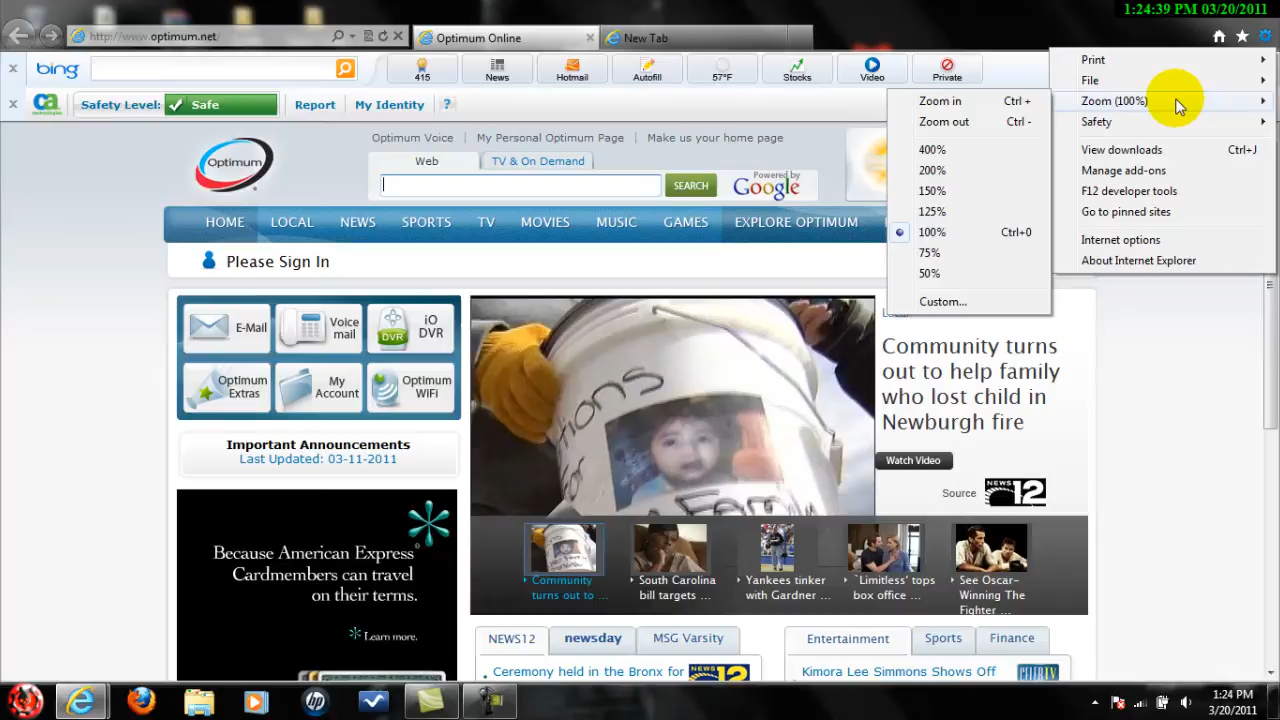 1:24:39 PM 03/20/2011
http://www.optimum.net/
Optimum Online
New Tab
bing
415
News
Hotmail
Autofill
57°F
Stocks
Video
Private
ca
Safety Level:
Safe
Report
My Identity
?
Print
File
Zoom (100%)
Safety
View downloads Ctrl+J
Manage add-ons
F12 developer tools
Go to pinned sites
Internet options
About Internet Explorer
Zoom in Ctrl +
Zoom out Ctrl -
400%
200%
150%
125%
100% Ctrl+0
75%
50%
Custom...
Optimum Voice
My Personal Optimum Page
Make us your home page
Optimum
Web
TV & On Demand
SEARCH
Powered by
Google
HOME LOCAL NEWS SPORTS TV MOVIES MUSIC GAMES EXPLORE OPTIMUM
Please Sign In
E-Mail
Voice
mail
DVR
iO
DVR
Optimum
Extras
My
Account
Optimum
WiFi
Important Announcements
Last Updated: 03-11-2011
Because American Express
Cardmembers can travel
on their terms.
Learn more.
Local
Community turns
out to help family
who lost child in
Newburgh fire
Watch Video
Source
NEWS 12
Community
turns out to ...
South Carolina
bill targets ...
Yankees tinker
with Gardner ...
`Limitless' tops
box office ...
See Oscar-
Winning The
Fighter ...
NEWS12
newsday
MSG Varsity
Ceremony held in the Bronx for
NEWS 12
Entertainment
Sports
Finance
Kimora Lee Simmons Shows Off
hp
1:24 PM
3/20/2011